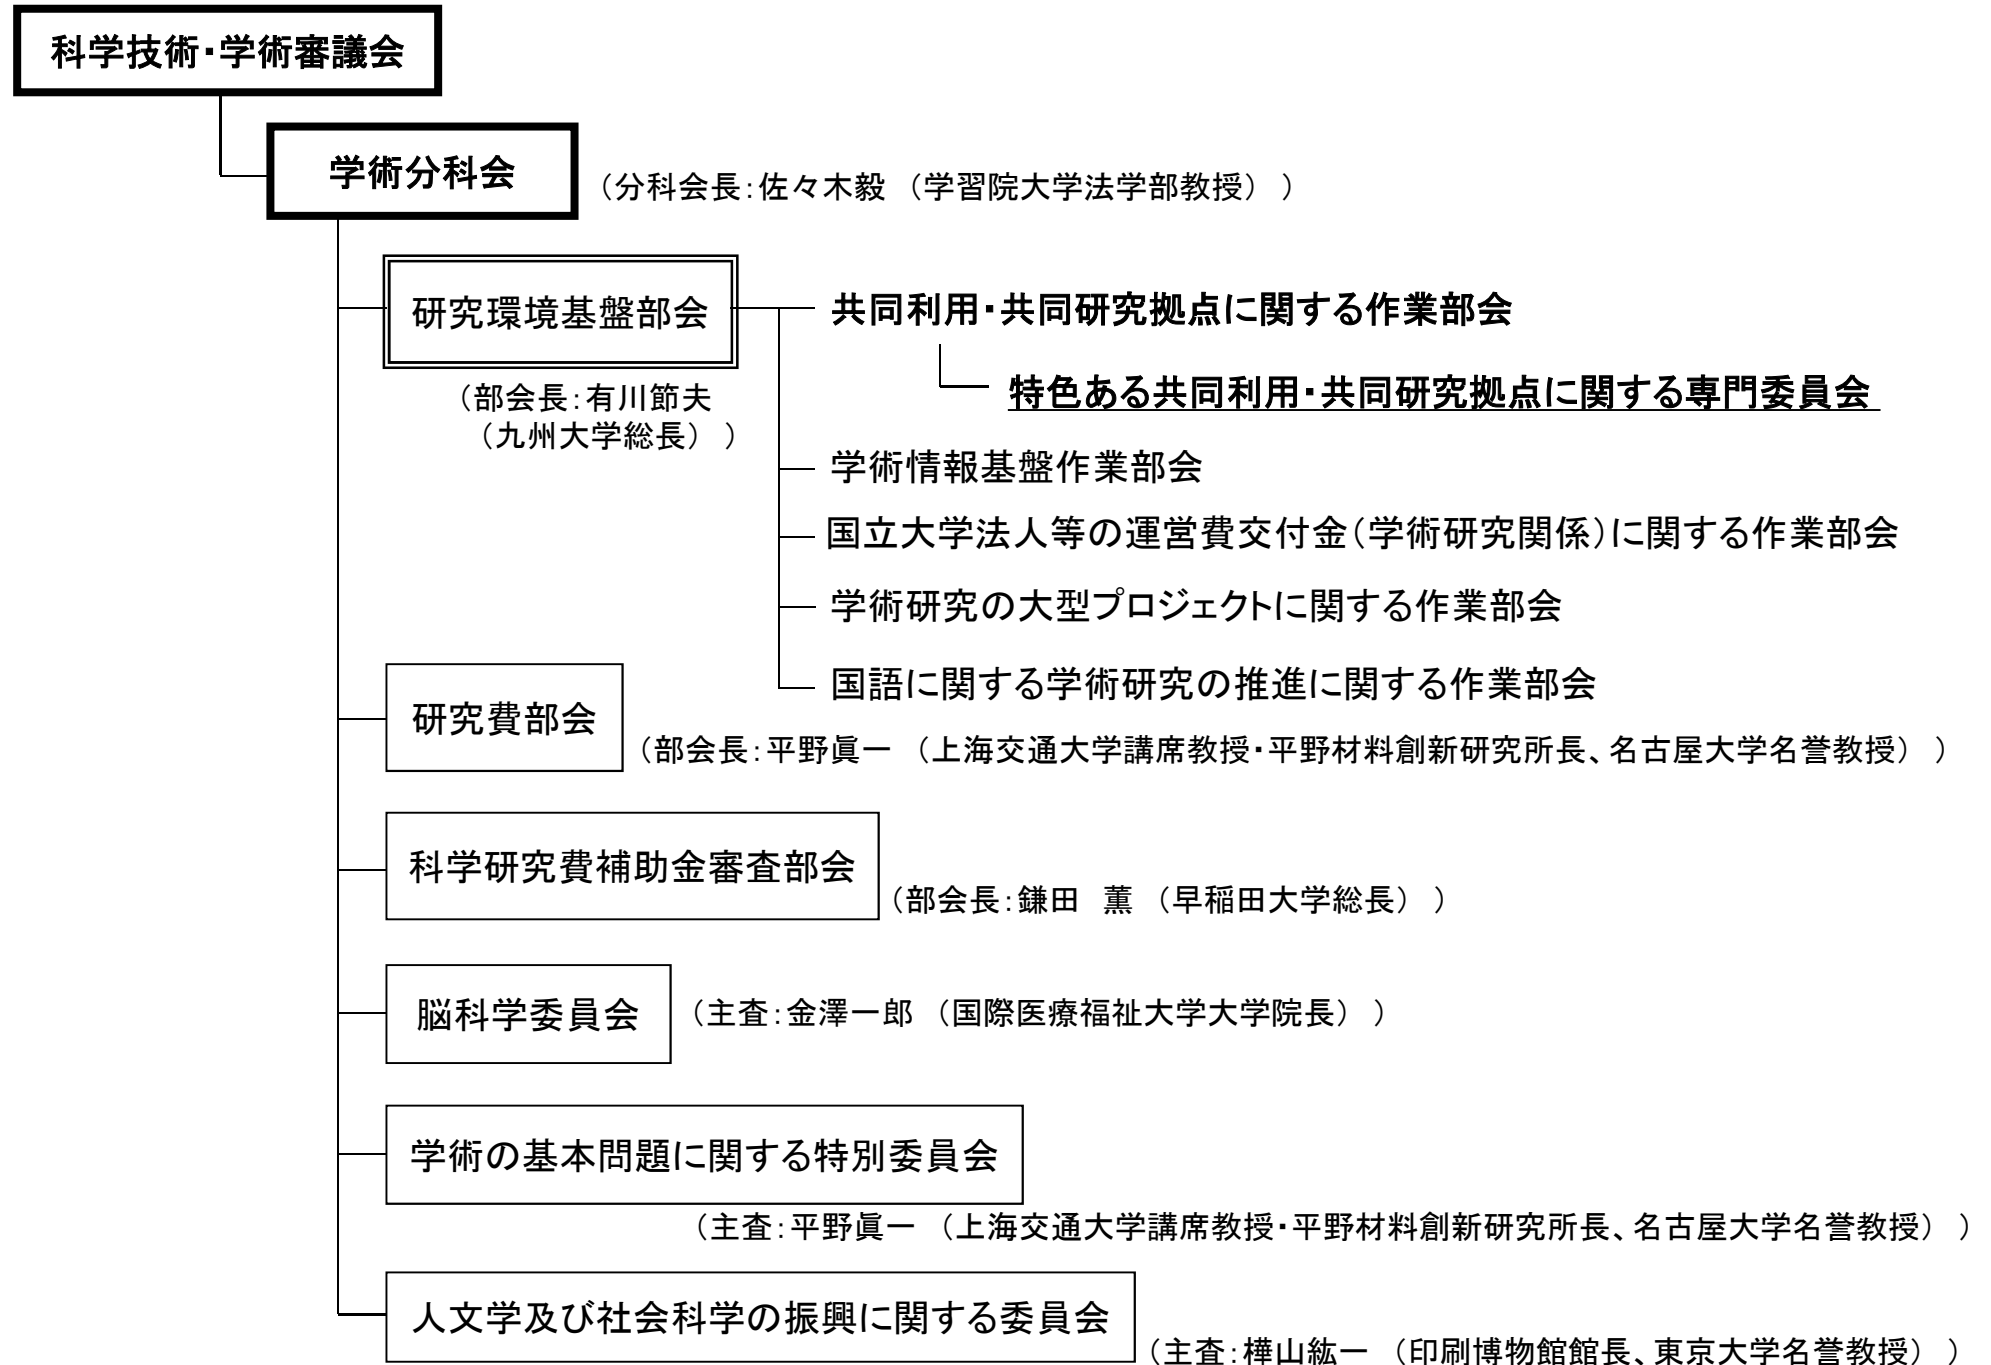 科学技術・学術審議会
学術分科会
（分科会長：佐々木毅 （学習院大学法学部教授） ）
研究環境基盤部会
（部会長：有川節夫
（九州大学総長） ）
共同利用・共同研究拠点に関する作業部会
特色ある共同利用・共同研究拠点に関する専門委員会
学術情報基盤作業部会
国立大学法人等の運営費交付金（学術研究関係）に関する作業部会
学術研究の大型プロジェクトに関する作業部会
国語に関する学術研究の推進に関する作業部会
研究費部会
（部会長：平野眞一 （上海交通大学講席教授・平野材料創新研究所長、名古屋大学名誉教授） ）
科学研究費補助金審査部会
（部会長：鎌田　薫 （早稲田大学総長） ）
脳科学委員会
（主査：金澤一郎 （国際医療福祉大学大学院長） ）
学術の基本問題に関する特別委員会
（主査：平野眞一 （上海交通大学講席教授・平野材料創新研究所長、名古屋大学名誉教授） ）
人文学及び社会科学の振興に関する委員会
（主査：樺山紘一 （印刷博物館館長、東京大学名誉教授） ）